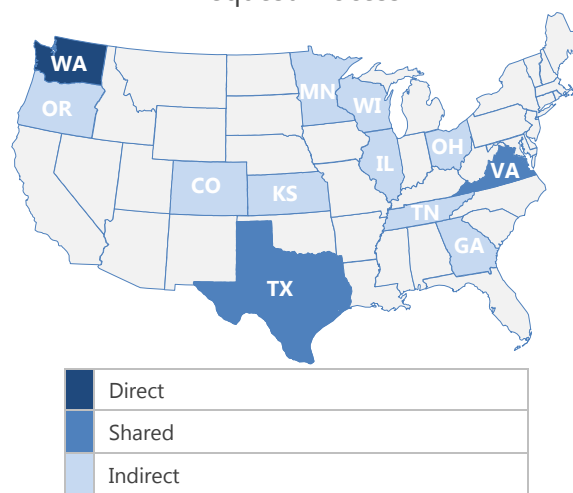 WA
OR
MN
WI
IL
OH
VA
CO
KS
TN
GA
TX
Direct
Shared
Indirect